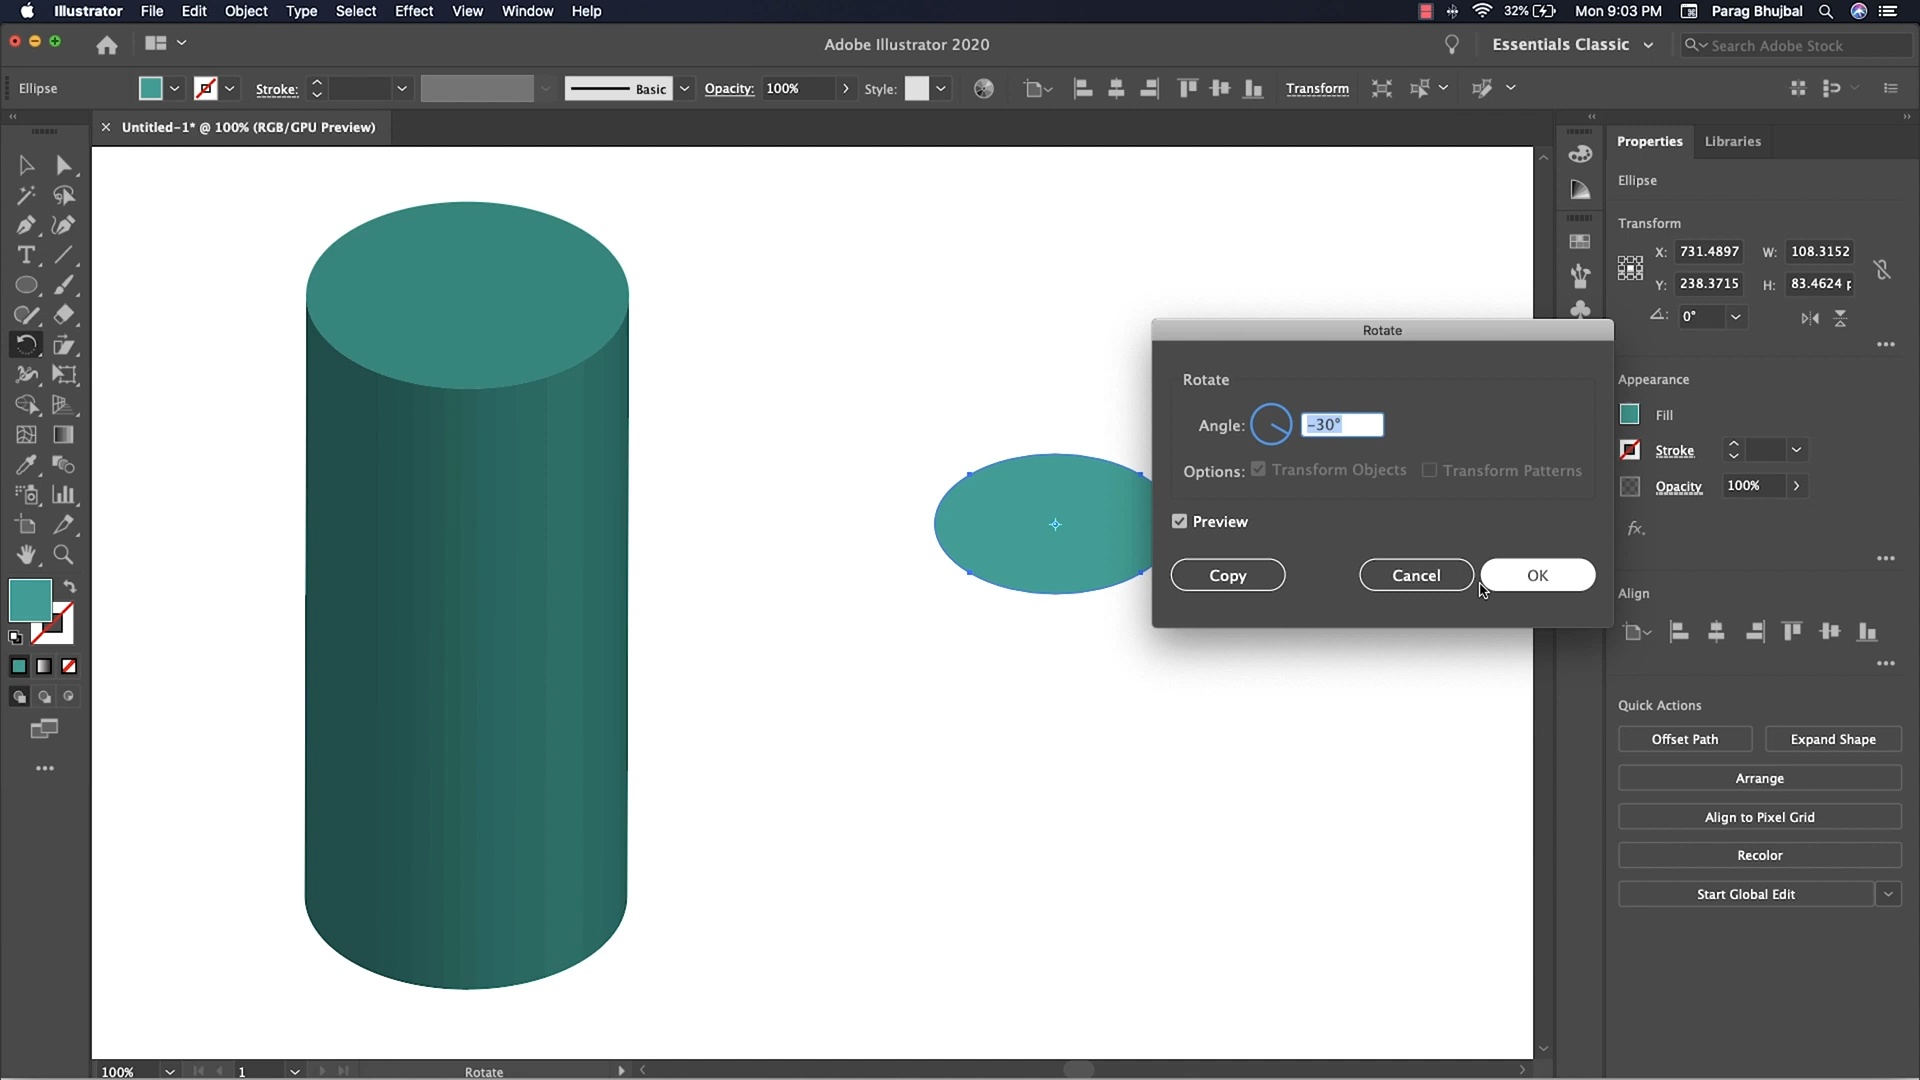 Illustrator File Edit Object Type Select Effect View Window Help
32% Mon 9:03 PM Parag Bhujbal
Adobe Illustrator 2020
Essentials Classic
Search Adobe Stock
Ellipse
Stroke:
Basic
Opacity: 100%
Style:
Transform
Untitled-1* @ 100% (RGB/GPU Preview)
Properties Libraries
Ellipse
Transform
X: 731.4897 W: 108.3152
Y: 238.3715 H: 83.4624 p
0°
Rotate
Rotate
Angle: -30°
Options: Transform Objects Transform Patterns
Preview
Copy Cancel OK
Appearance
Fill
Stroke
Opacity 100%
fx.
Align
Quick Actions
Offset Path Expand Shape
Arrange
Align to Pixel Grid
Recolor
Start Global Edit
100% 1 Rotate